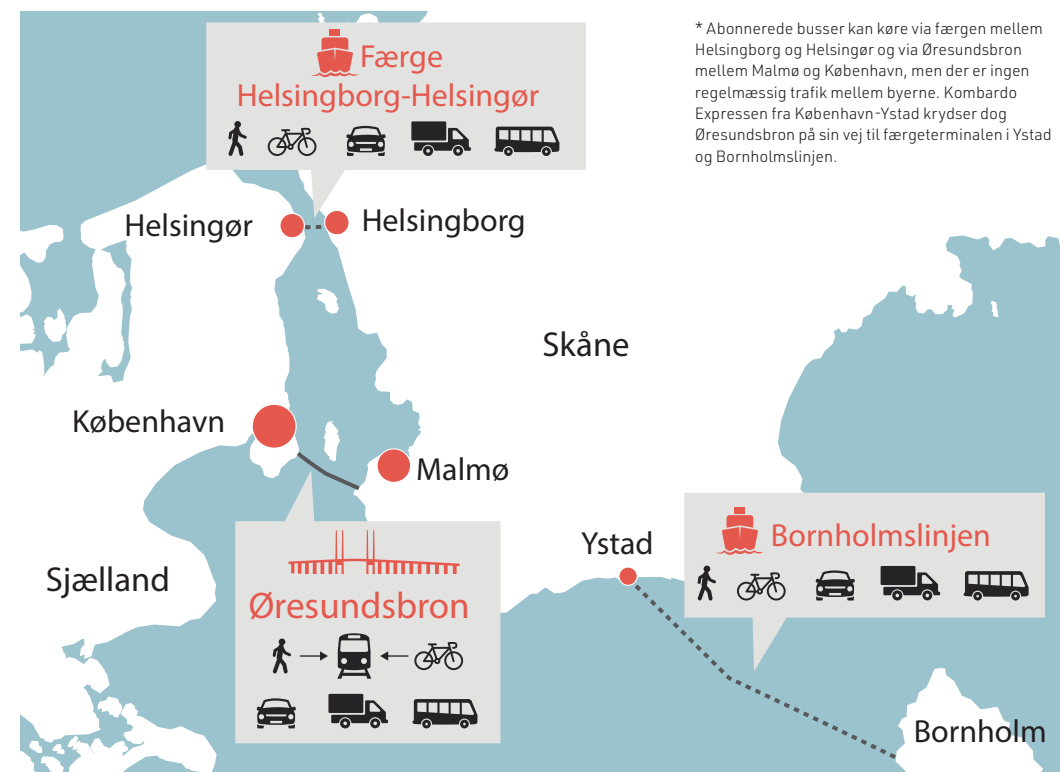 * Abonnerede busser kan køre via færgen mellem
Helsingborg og Helsingør og via Øresundsbron
mellem Malmø og København, men der er ingen
regelmæssig trafik mellem byerne. Kombardo
Expressen fra København-Ystad krydser dog
Øresundsbron på sin vej til færgeterminalen i Ystad
og Bornholmslinjen.
Færge
Helsingborg-Helsingør
Helsingør
Helsingborg
Skåne
København
Malmø
Ystad
Bornholmslinjen
Sjælland
Øresundsbron
Bornholm